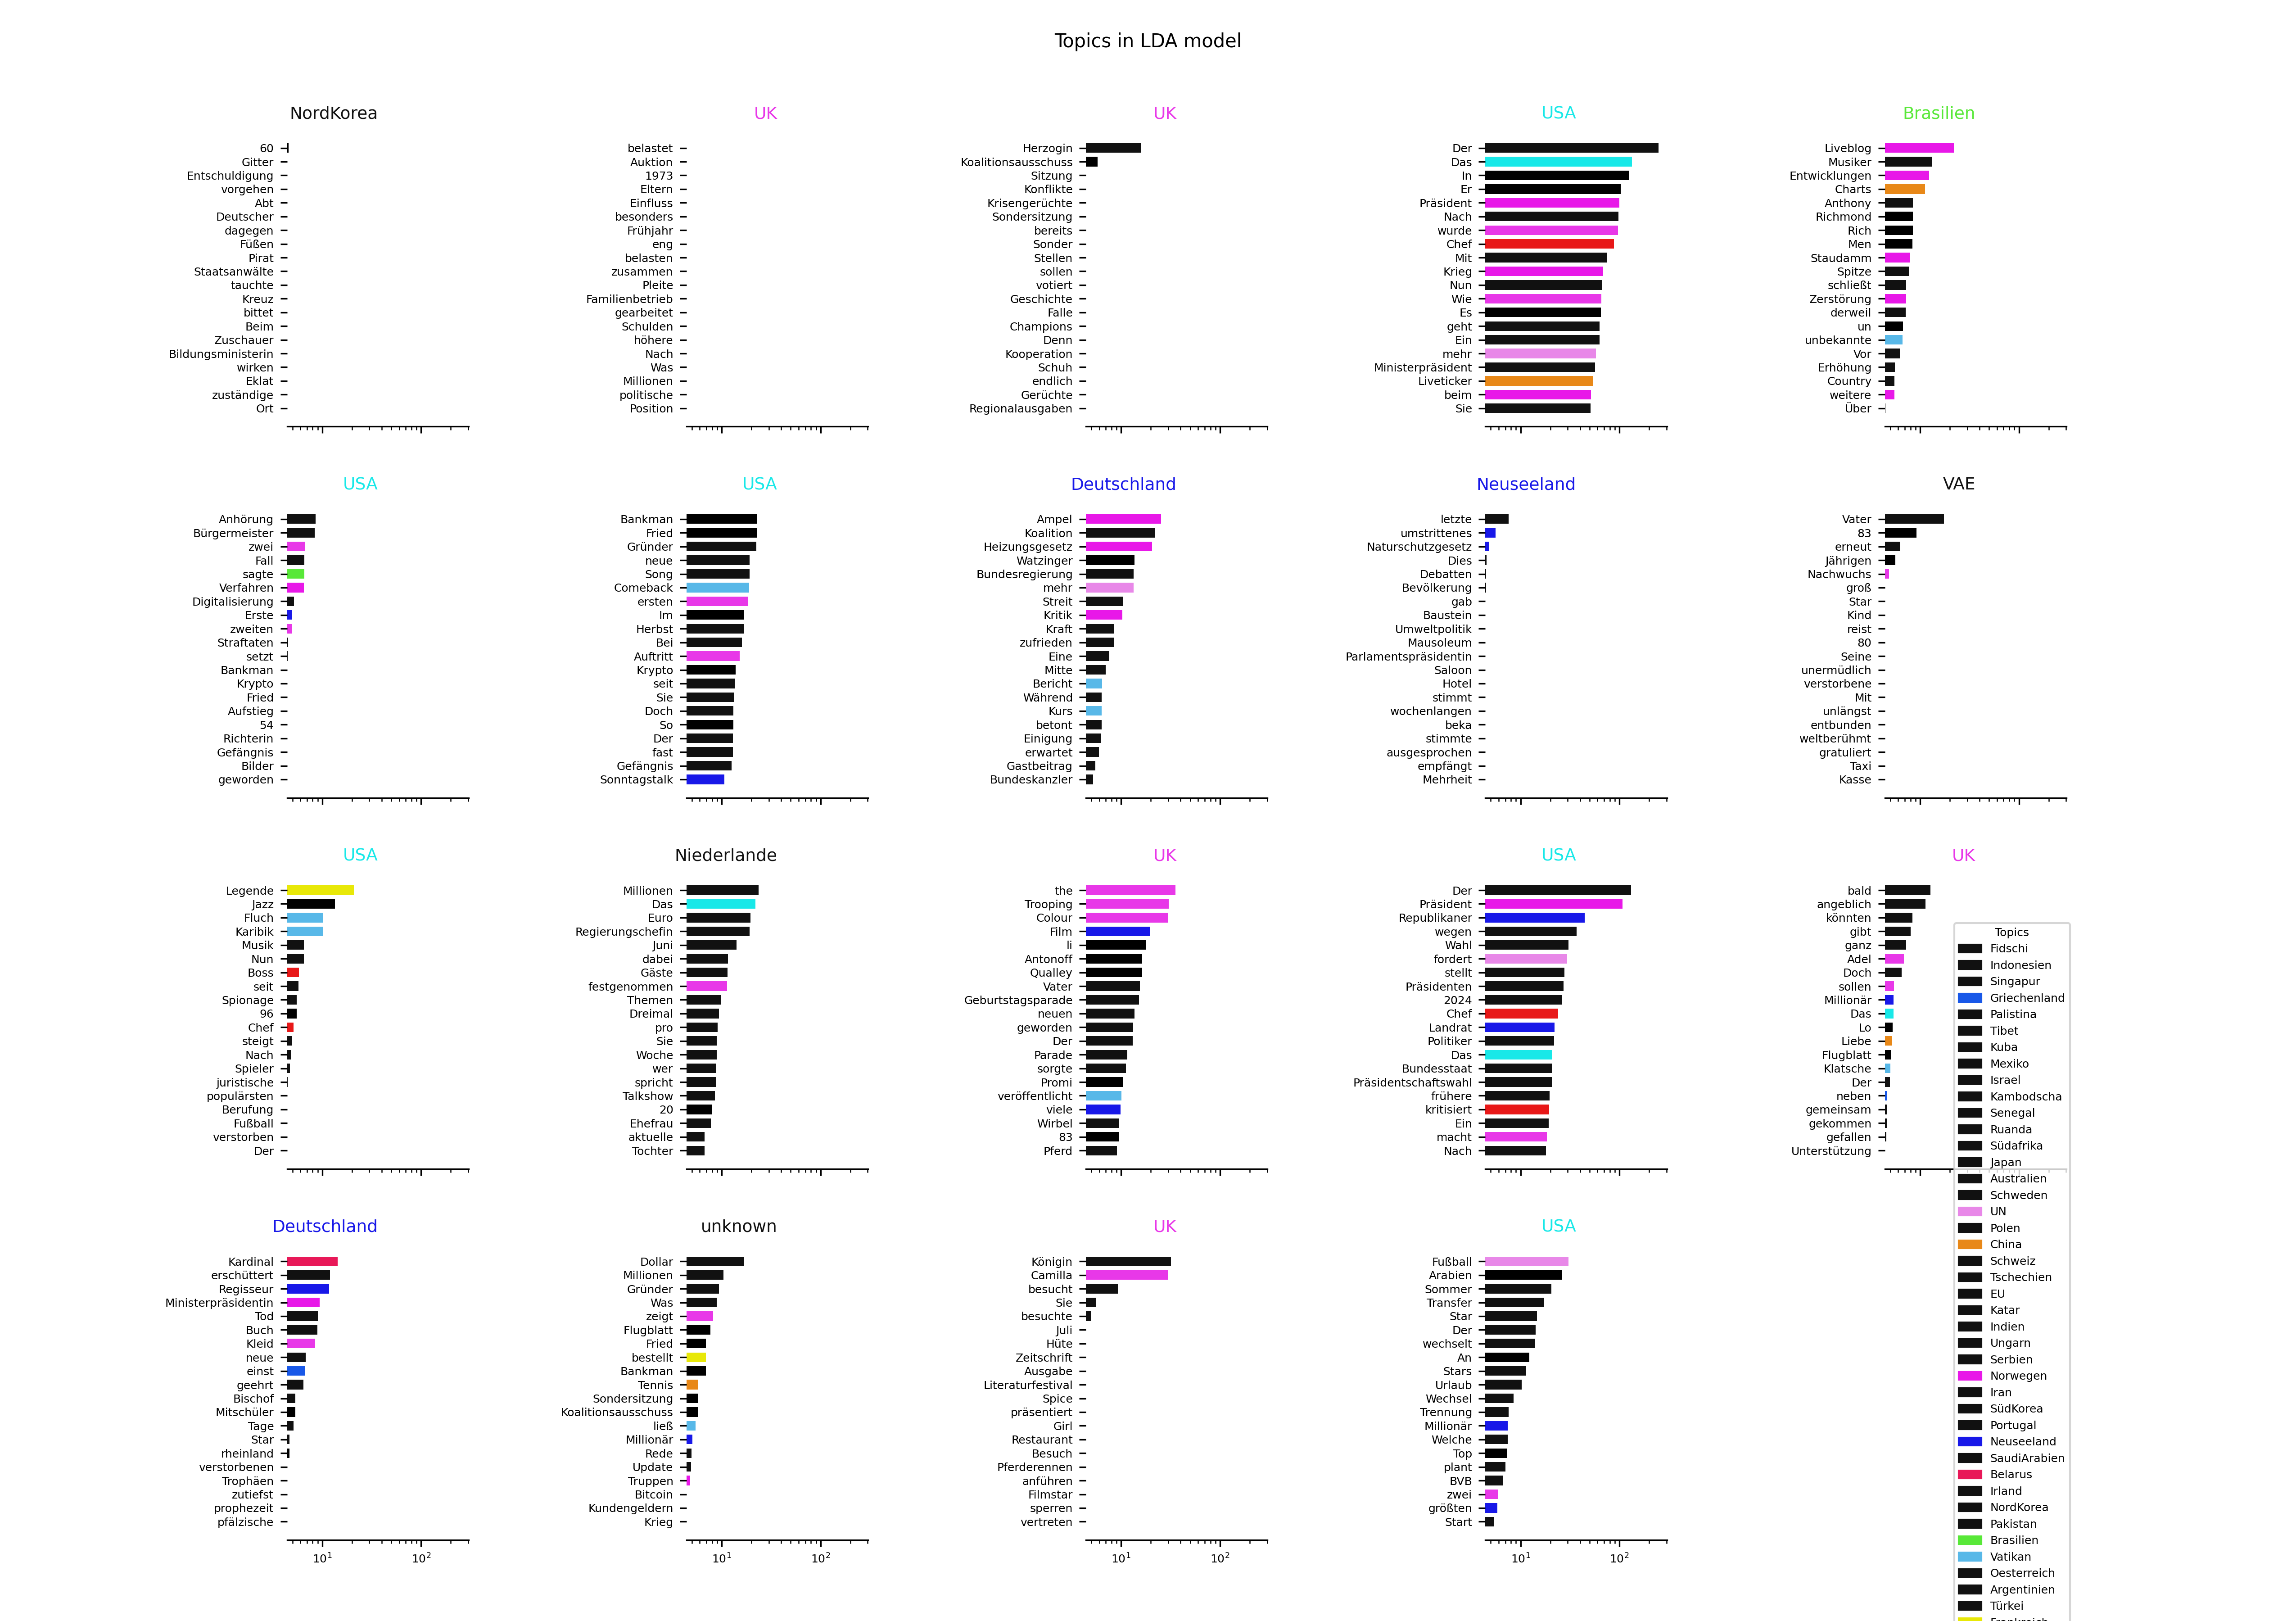 Topics in LDA model
NordKorea
60
Gitter
Entschuldigung
vorgehen
Abt
Deutscher
dagegen
Füßen
Pirat
Staatsanwälte
tauchte
Kreuz
bittet
Beim
Zuschauer
Bildungsministerin
wirken
Eklat
zuständige
Ort
UK
belastet
Auktion
1973
Eltern
Einfluss
besonders
Frühjahr
eng
belasten
zusammen
Pleite
Familienbetrieb
gearbeitet
Schulden
höhere
Nach
Was
Millionen
politische
Position
UK
Herzogin
Koalitionsausschuss
Sitzung
Konflikte
Krisengerüchte
Sondersitzung
bereits
Sonder
Stellen
sollen
votiert
Geschichte
Falle
Champions
Denn
Kooperation
Schuh
endlich
Gerüchte
Regionalausgaben
USA
Der
Das
In
Er
Präsident
Nach
wurde
Chef
Mit
Krieg
Nun
Wie
Es
geht
Ein
mehr
Ministerpräsident
Liveticker
beim
Sie
Brasilien
Liveblog
Musiker
Entwicklungen
Charts
Anthony
Richmond
Rich
Men
Staudamm
Spitze
schließt
Zerstörung
derweil
un
unbekannte
Vor
Erhöhung
Country
weitere
Über
USA
Anhörung
Bürgermeister
zwei
Fall
sagte
Verfahren
Digitalisierung
Erste
zweiten
Straftaten
setzt
Bankman
Krypto
Fried
Aufstieg
54
Richterin
Gefängnis
Bilder
geworden
USA
Bankman
Fried
Gründer
neue
Song
Comeback
ersten
Im
Herbst
Bei
Auftritt
Krypto
seit
Sie
Doch
So
Der
fast
Gefängnis
Sonntagstalk
Deutschland
Ampel
Koalition
Heizungsgesetz
Watzinger
Bundesregierung
mehr
Streit
Kritik
Kraft
zufrieden
Eine
Mitte
Bericht
Während
Kurs
betont
Einigung
erwartet
Gastbeitrag
Bundeskanzler
Neuseeland
letzte
umstrittenes
Naturschutzgesetz
Dies
Debatten
Bevölkerung
gab
Baustein
Umweltpolitik
Mausoleum
Parlamentspräsidentin
Saloon
Hotel
stimmt
wochenlangen
beka
stimmte
ausgesprochen
empfängt
Mehrheit
VAE
Vater
83
erneut
Jährigen
Nachwuchs
groß
Star
Kind
reist
80
Seine
unermüdlich
verstorbene
Mit
unlängst
entbunden
weltberühmt
gratuliert
Taxi
Kasse
USA
Legende
Jazz
Fluch
Karibik
Musik
Nun
Boss
seit
Spionage
96
Chef
steigt
Nach
Spieler
juristische
populärsten
Berufung
Fußball
verstorben
Der
Niederlande
Millionen
Das
Euro
Regierungschefin
Juni
dabei
Gäste
festgenommen
Themen
Dreimal
pro
Sie
Woche
wer
spricht
Talkshow
20
Ehefrau
aktuelle
Tochter
UK
the
Trooping
Colour
Film
li
Antonoff
Qualley
Vater
Geburtstagsparade
neuen
geworden
Der
Parade
sorgte
Promi
veröffentlicht
viele
Wirbel
83
Pferd
USA
Der
Präsident
Republikaner
wegen
Wahl
fordert
stellt
Präsidenten
2024
Chef
Landrat
Politiker
Das
Bundesstaat
Präsidentschaftswahl
frühere
kritisiert
Ein
macht
Nach
UK
bald
angeblich
könnten
gibt
ganz
Adel
Doch
sollen
Millionär
Das
Lo
Liebe
Flugblatt
Klatsche
Der
neben
gemeinsam
gekommen
gefallen
Unterstützung
Deutschland
Kardinal
erschüttert
Regisseur
Ministerpräsidentin
Tod
Buch
Kleid
neue
einst
geehrt
Bischof
Mitschüler
Tage
Star
rheinland
verstorbenen
Trophäen
zutiefst
prophezeit
pfälzische
10¹ 10²
unknown
Dollar
Millionen
Gründer
Was
zeigt
Flugblatt
Fried
bestellt
Bankman
Tennis
Sondersitzung
Koalitionsausschuss
ließ
Millionär
Rede
Update
Truppen
Bitcoin
Kundengeldern
Krieg
10¹ 10²
UK
Königin
Camilla
besucht
Sie
besuchte
Juli
Hüte
Zeitschrift
Ausgabe
Literaturfestival
Spice
präsentiert
Girl
Restaurant
Besuch
Pferderennen
anführen
Filmstar
sperren
vertreten
10¹ 10²
USA
Fußball
Arabien
Sommer
Transfer
Star
Der
wechselt
An
Stars
Urlaub
Wechsel
Trennung
Millionär
Welche
Top
plant
BVB
zwei
größten
Start
10¹ 10²
Topics
Fidschi
Indonesien
Singapur
Griechenland
Palistina
Tibet
Kuba
Mexiko
Israel
Kambodscha
Senegal
Ruanda
Südafrika
Japan
Australien
Schweden
UN
Polen
China
Schweiz
Tschechien
EU
Katar
Indien
Ungarn
Serbien
Norwegen
Iran
SüdKorea
Portugal
Neuseeland
SaudiArabien
Belarus
Irland
NordKorea
Pakistan
Brasilien
Vatikan
Oesterreich
Argentinien
Türkei